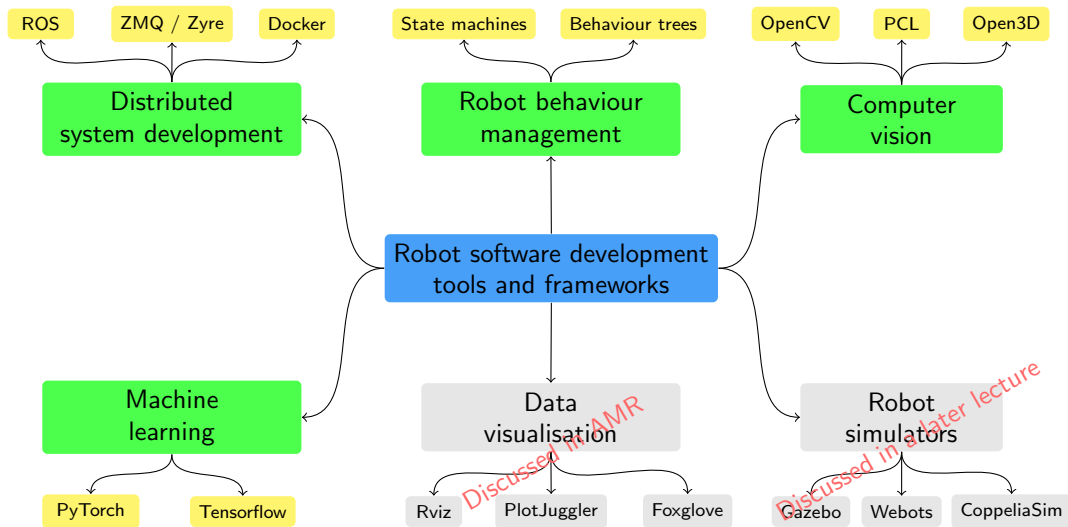 ROS
ZMQ / Zyre
Docker
State machines
Behaviour trees
OpenCV
PCL
Open3D
Distributed
system development
Robot behaviour
management
Computer
vision
Robot software development
tools and frameworks
Machine
learning
Data
visualisation
Discussed in AMR
Robot
simulators
Discussed in a later lecture
PyTorch
Tensorflow
Rviz
PlotJuggler
Foxglove
Gazebo
Webots
CoppeliaSim